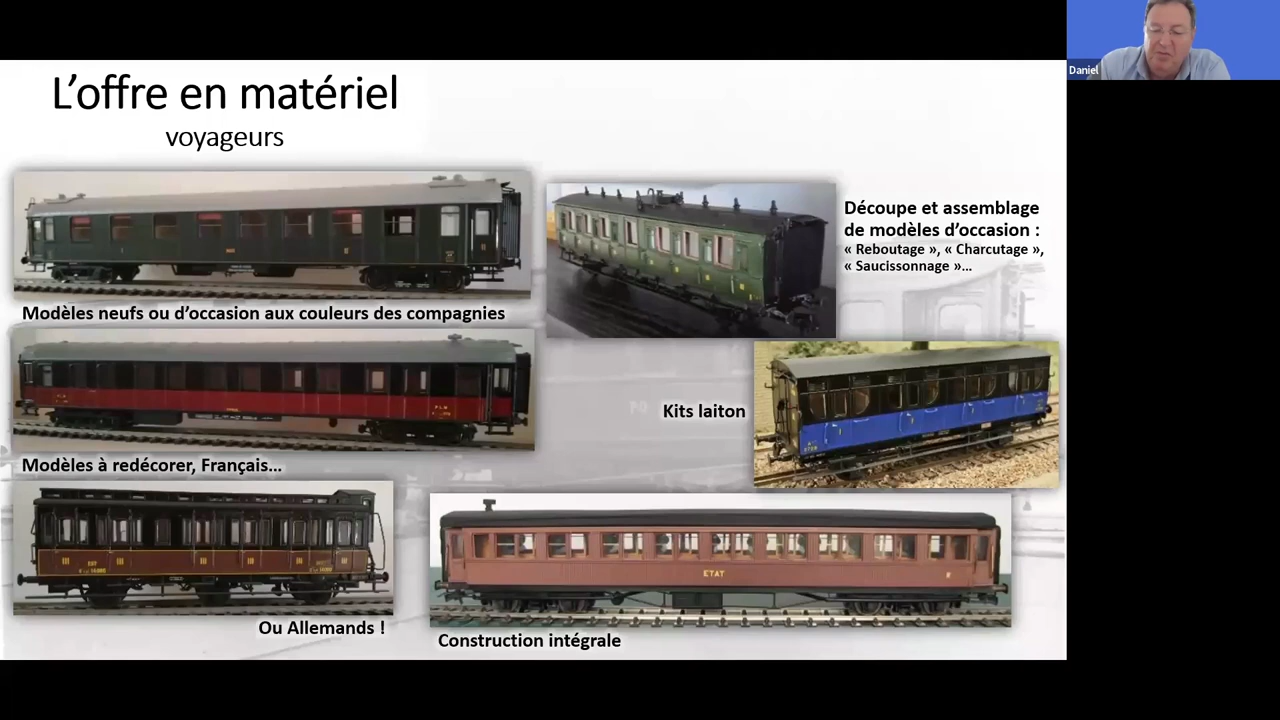 L’offre en matériel
voyageurs
Daniel
Modèles neufs ou d’occasion aux couleurs des compagnies
Découpe et assemblage
de modèles d’occasion :
« Reboutage », « Charcutage »,
« Saucissonnage »…
Modèles à redécorer, Français…
Kits laiton
Ou Allemands !
ETAT
Construction intégrale